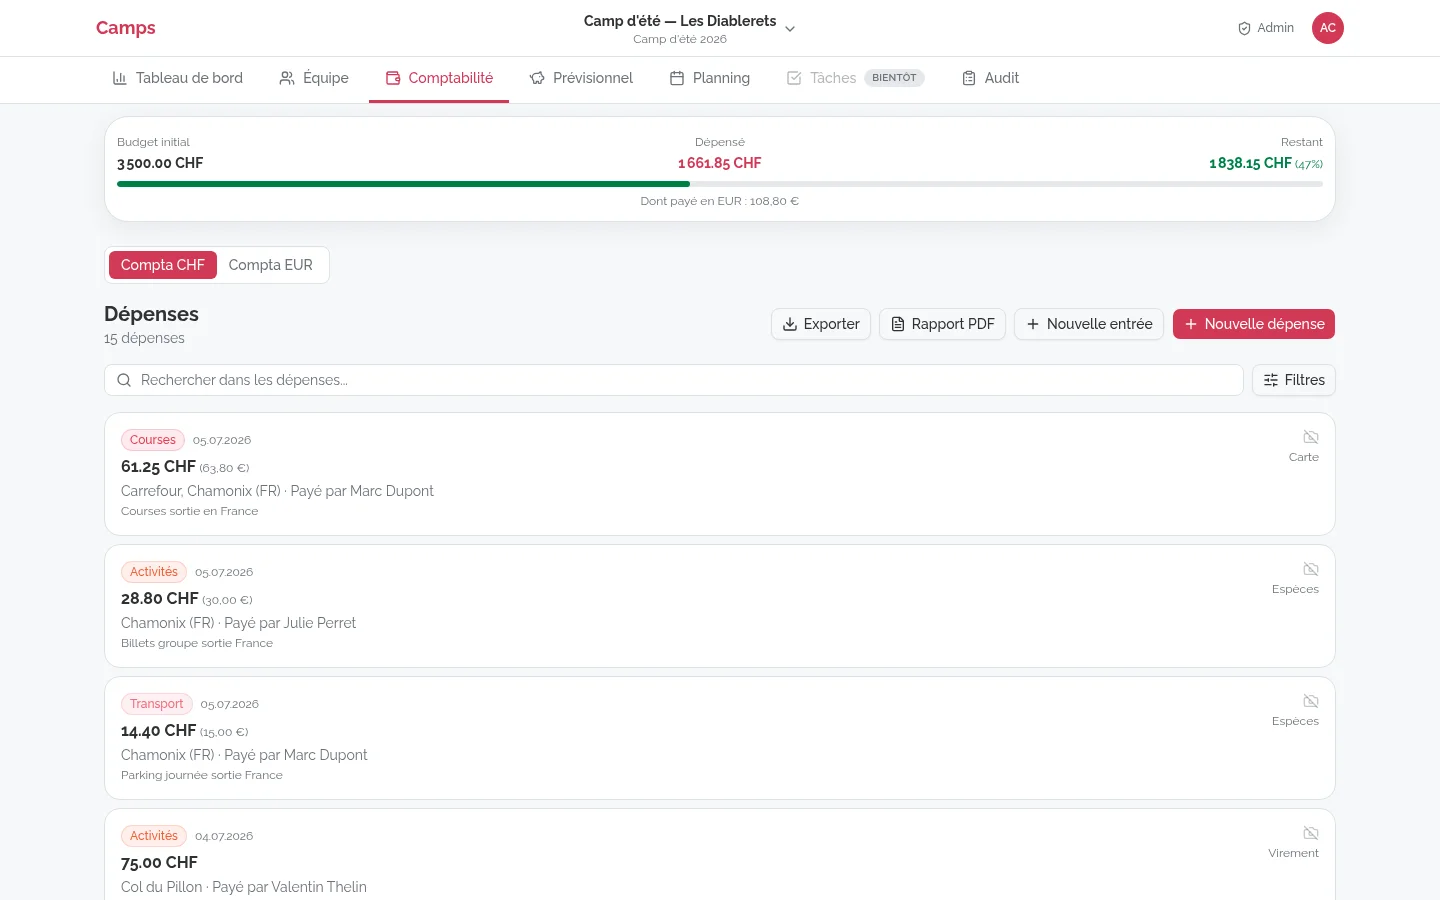 Camps
Camp d'été — Les Diablerets
Camp d'été 2026
Admin
AC
Tableau de bord
Équipe
Comptabilité
Prévisionnel
Planning
Tâches
BIENTÔT
Audit
Budget initial
3 500.00 CHF
Dépensé
1 661.85 CHF
Restant
1 838.15 CHF (47%)
Dont payé en EUR : 108,80 €
Compta CHF
Compta EUR
Dépenses
15 dépenses
Exporter
Rapport PDF
Nouvelle entrée
Nouvelle dépense
Rechercher dans les dépenses...
Filtres
Courses 05.07.2026
61.25 CHF (63,80 €)
Carrefour, Chamonix (FR) · Payé par Marc Dupont
Courses sortie en France
Carte
Activités 05.07.2026
28.80 CHF (30,00 €)
Chamonix (FR) · Payé par Julie Perret
Billets groupe sortie France
Espèces
Transport 05.07.2026
14.40 CHF (15,00 €)
Chamonix (FR) · Payé par Marc Dupont
Parking journée sortie France
Espèces
Activités 04.07.2026
75.00 CHF
Col du Pillon · Payé par Valentin Thelin
Virement